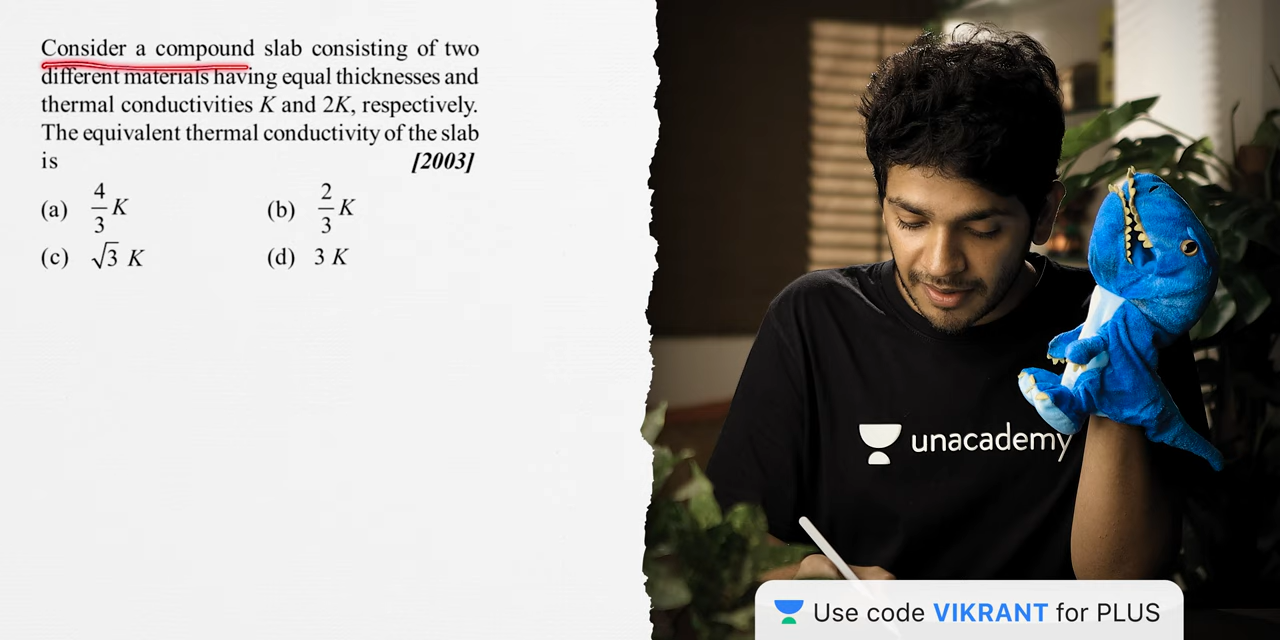 Consider a compound slab consisting of two
different materials having equal thicknesses and
thermal conductivities K and 2K, respectively.
The equivalent thermal conductivity of the slab
is [2003]
(a) 4/3 K (b) 2/3 K
(c) √3 K (d) 3 K
unacademy
Use code VIKRANT for PLUS